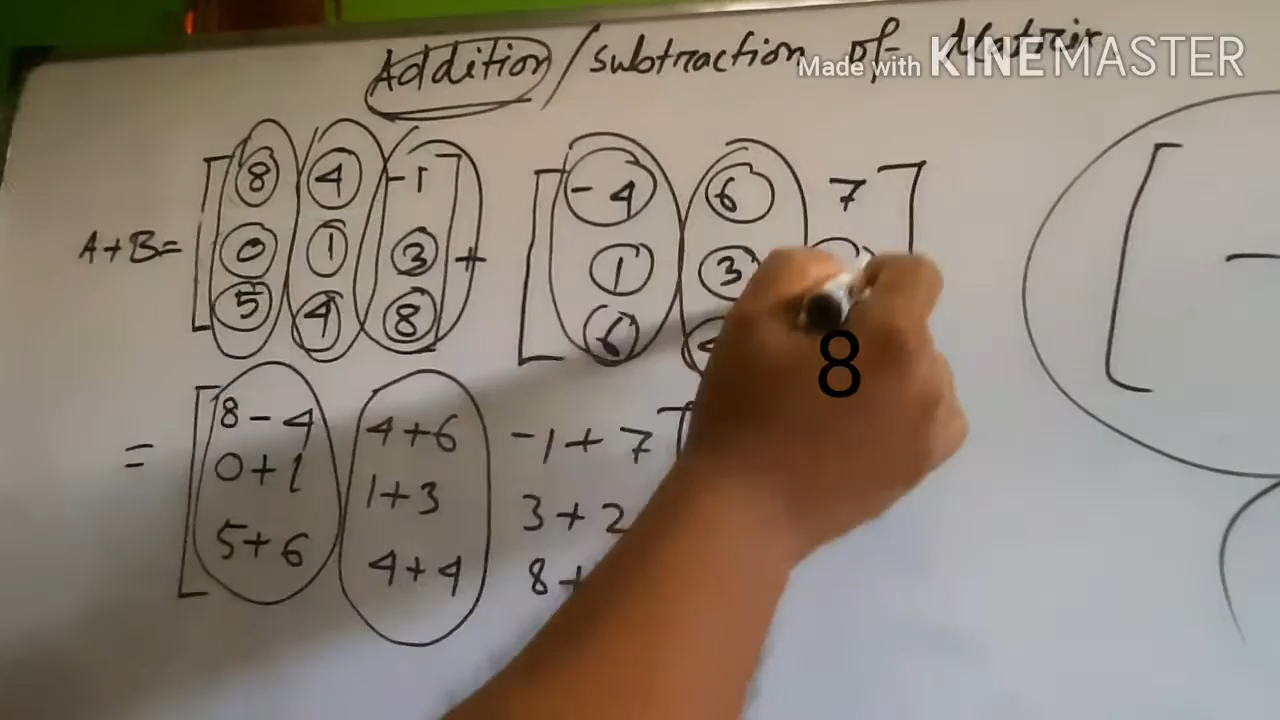 Addition/subtraction of Matrix
Made with KINEMASTER
A+B= [8 4 -1] + [-4 6 7]
0 1 3 1 3
5 4 8 6 8
= [8-4 4+6 -1+7]
0+1 1+3 3+2
5+6 4+4 8+